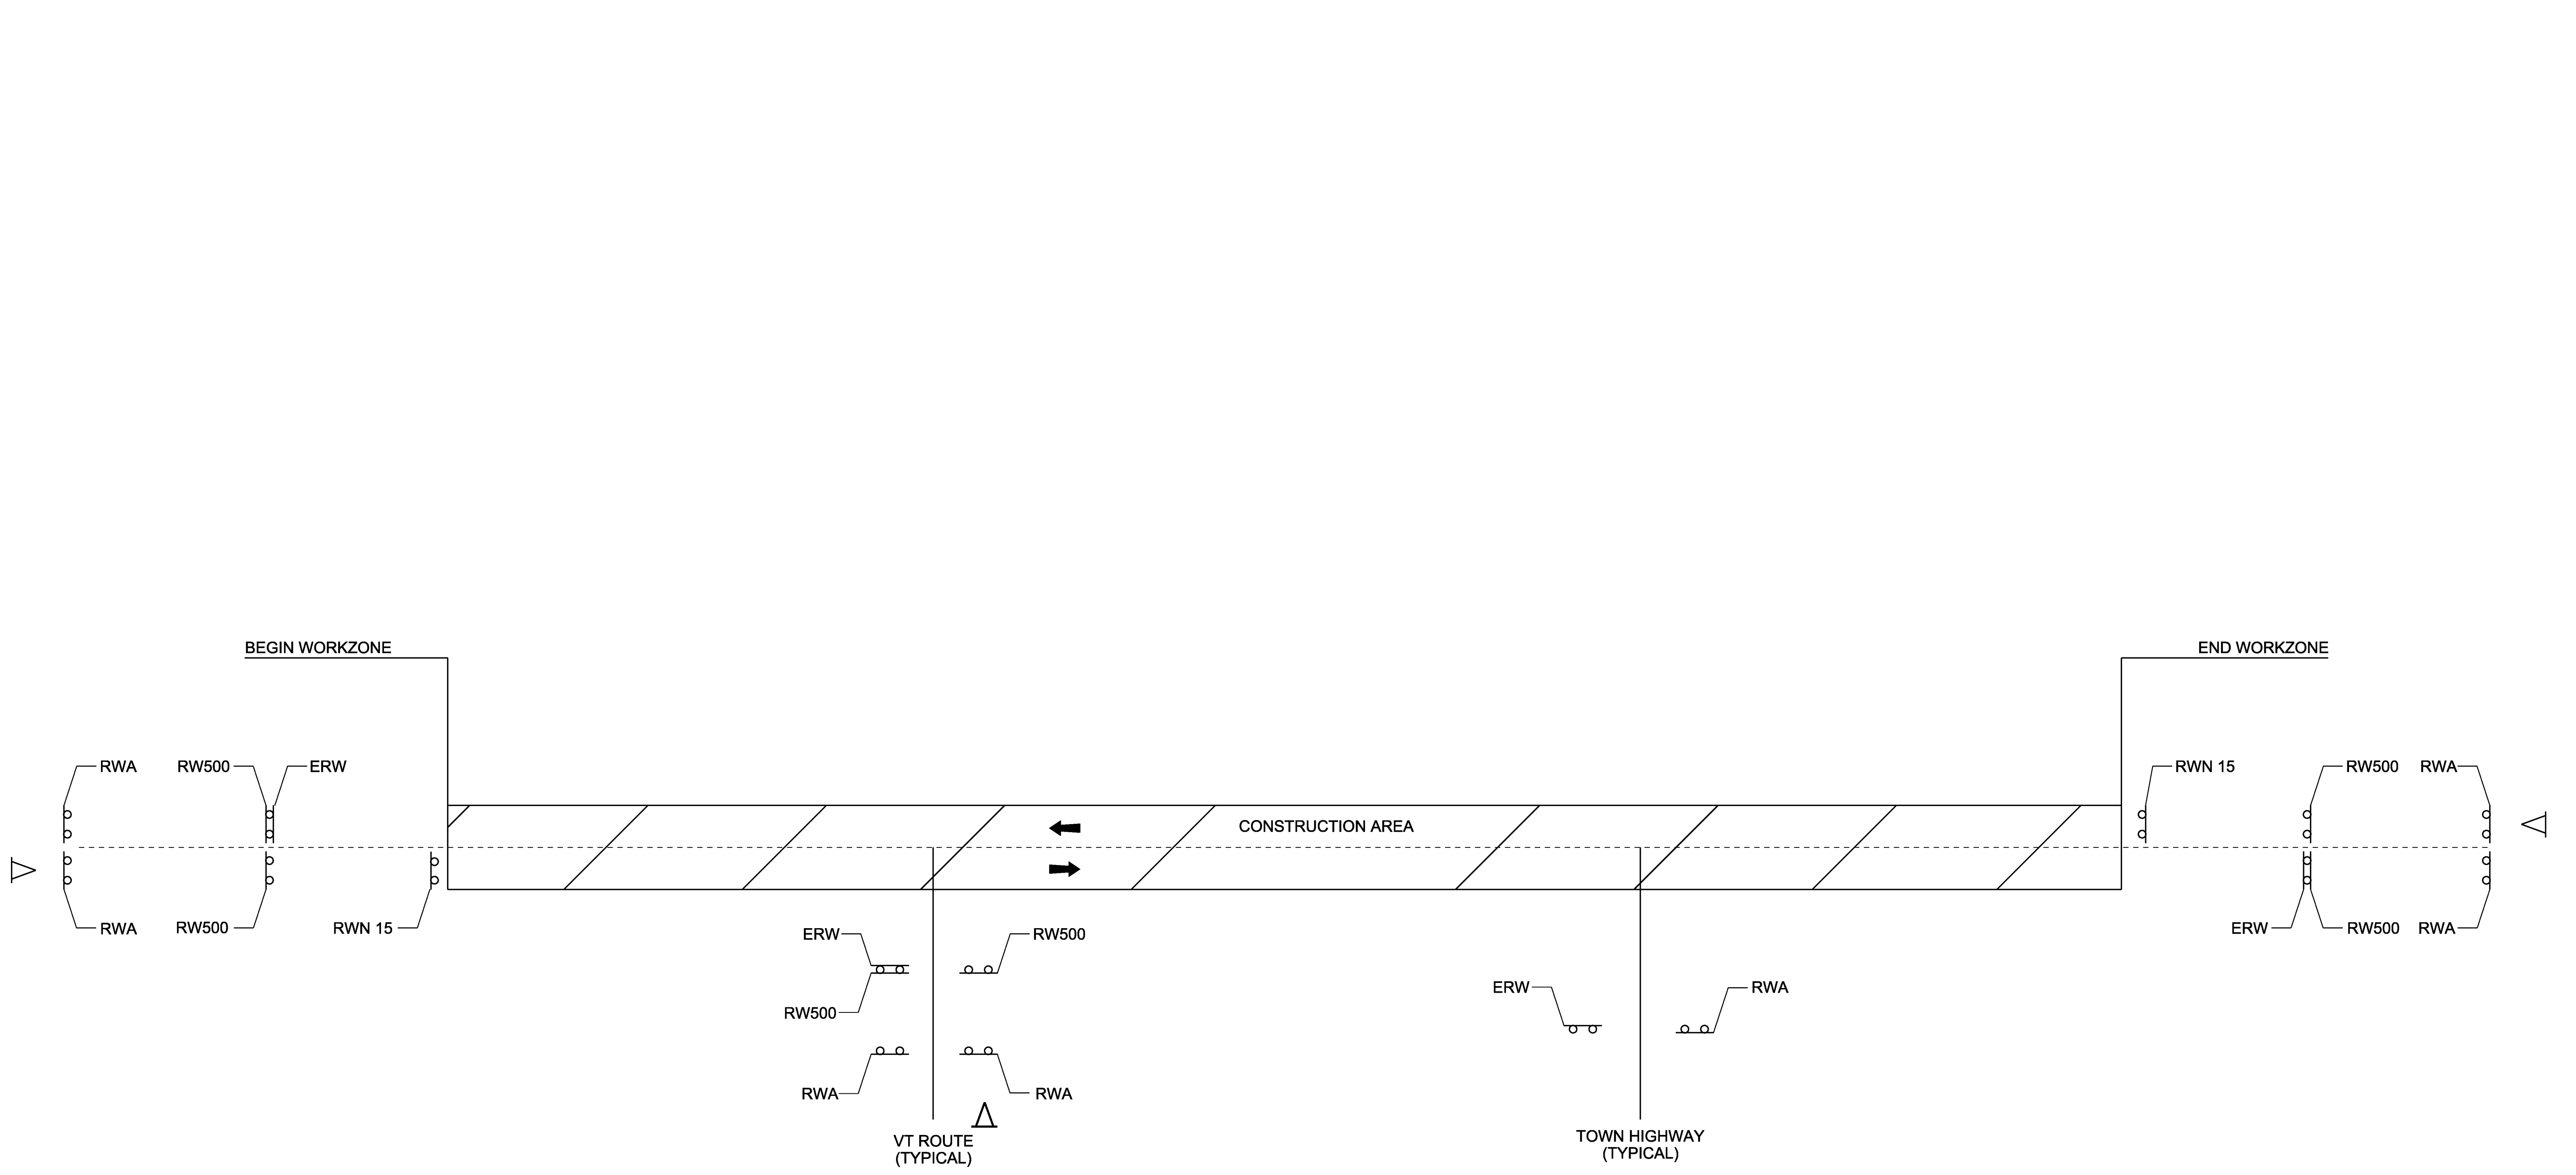 BEGIN WORKZONE
END WORKZONE
RWA
RW500
ERW
RWN 15
RW500
RWA
CONSTRUCTION AREA
RWA
RW500
RWN 15
ERW
RW500
RWA
ERW
RW500
RW500
RWA
RWA
ERW
RWA
VT ROUTE
(TYPICAL)
TOWN HIGHWAY
(TYPICAL)